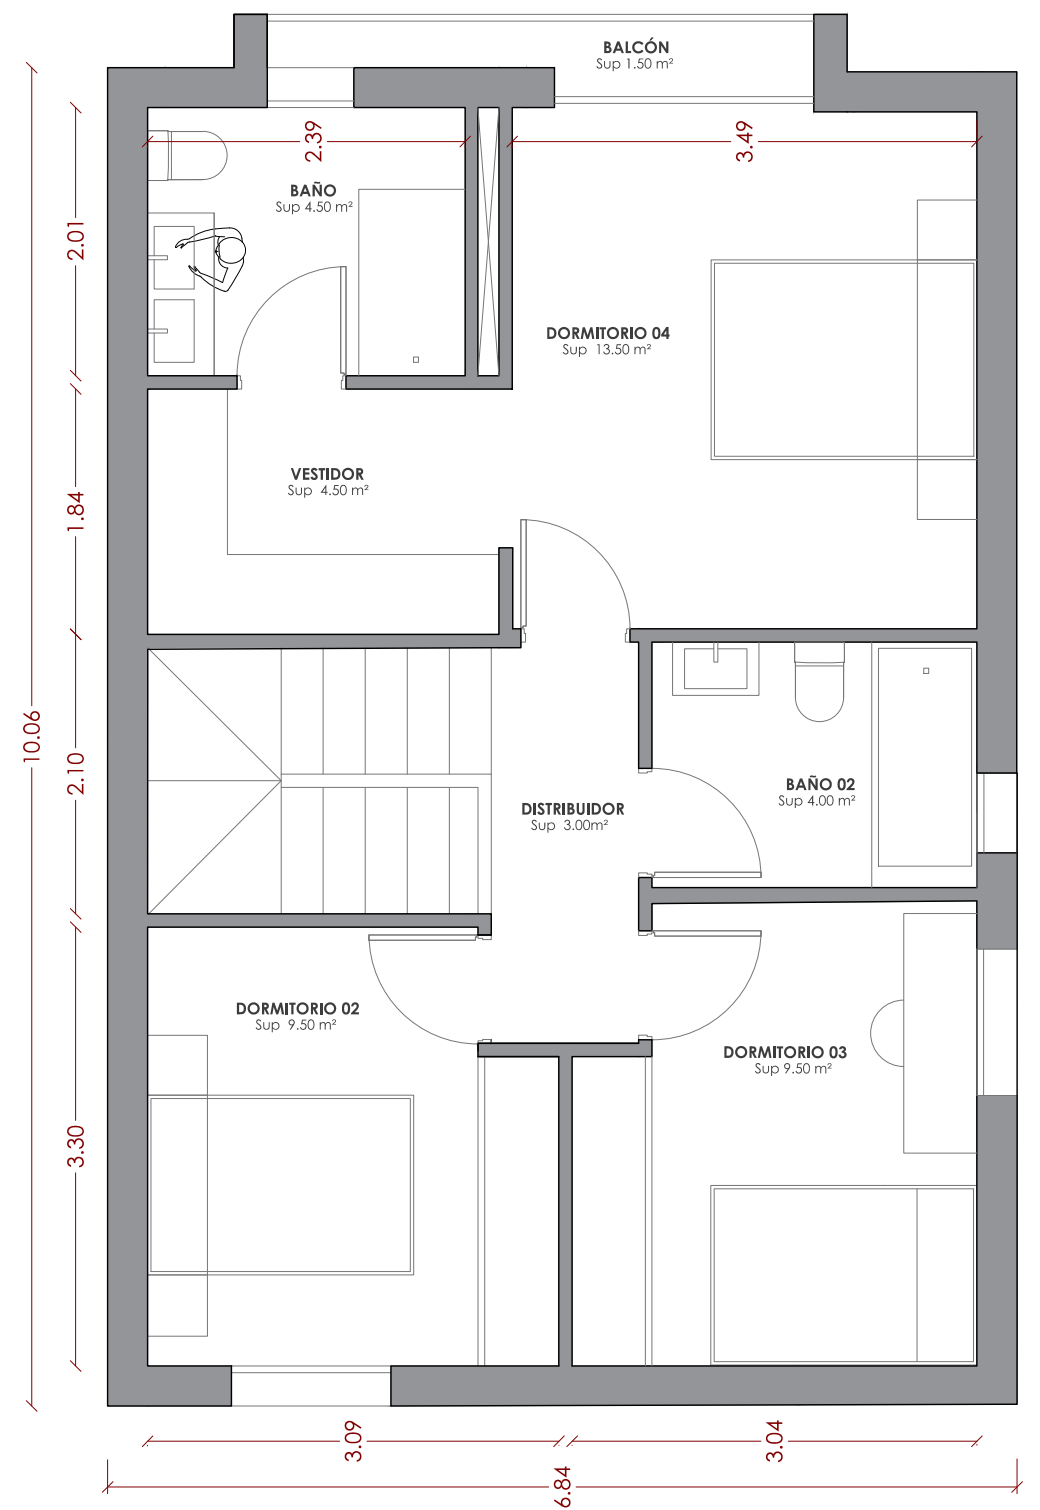 BALCÓN
Sup 1.50 m²
2.39
3.49
BAÑO
Sup 4.50 m²
2.01
DORMITORIO 04
Sup 13.50 m²
VESTIDOR
Sup 4.50 m²
1.84
10.06
2.10
BAÑO 02
Sup 4.00 m²
DISTRIBUIDOR
Sup 3.00m²
DORMITORIO 02
Sup 9.50 m²
DORMITORIO 03
Sup 9.50 m²
3.30
3.09
3.04
6.84